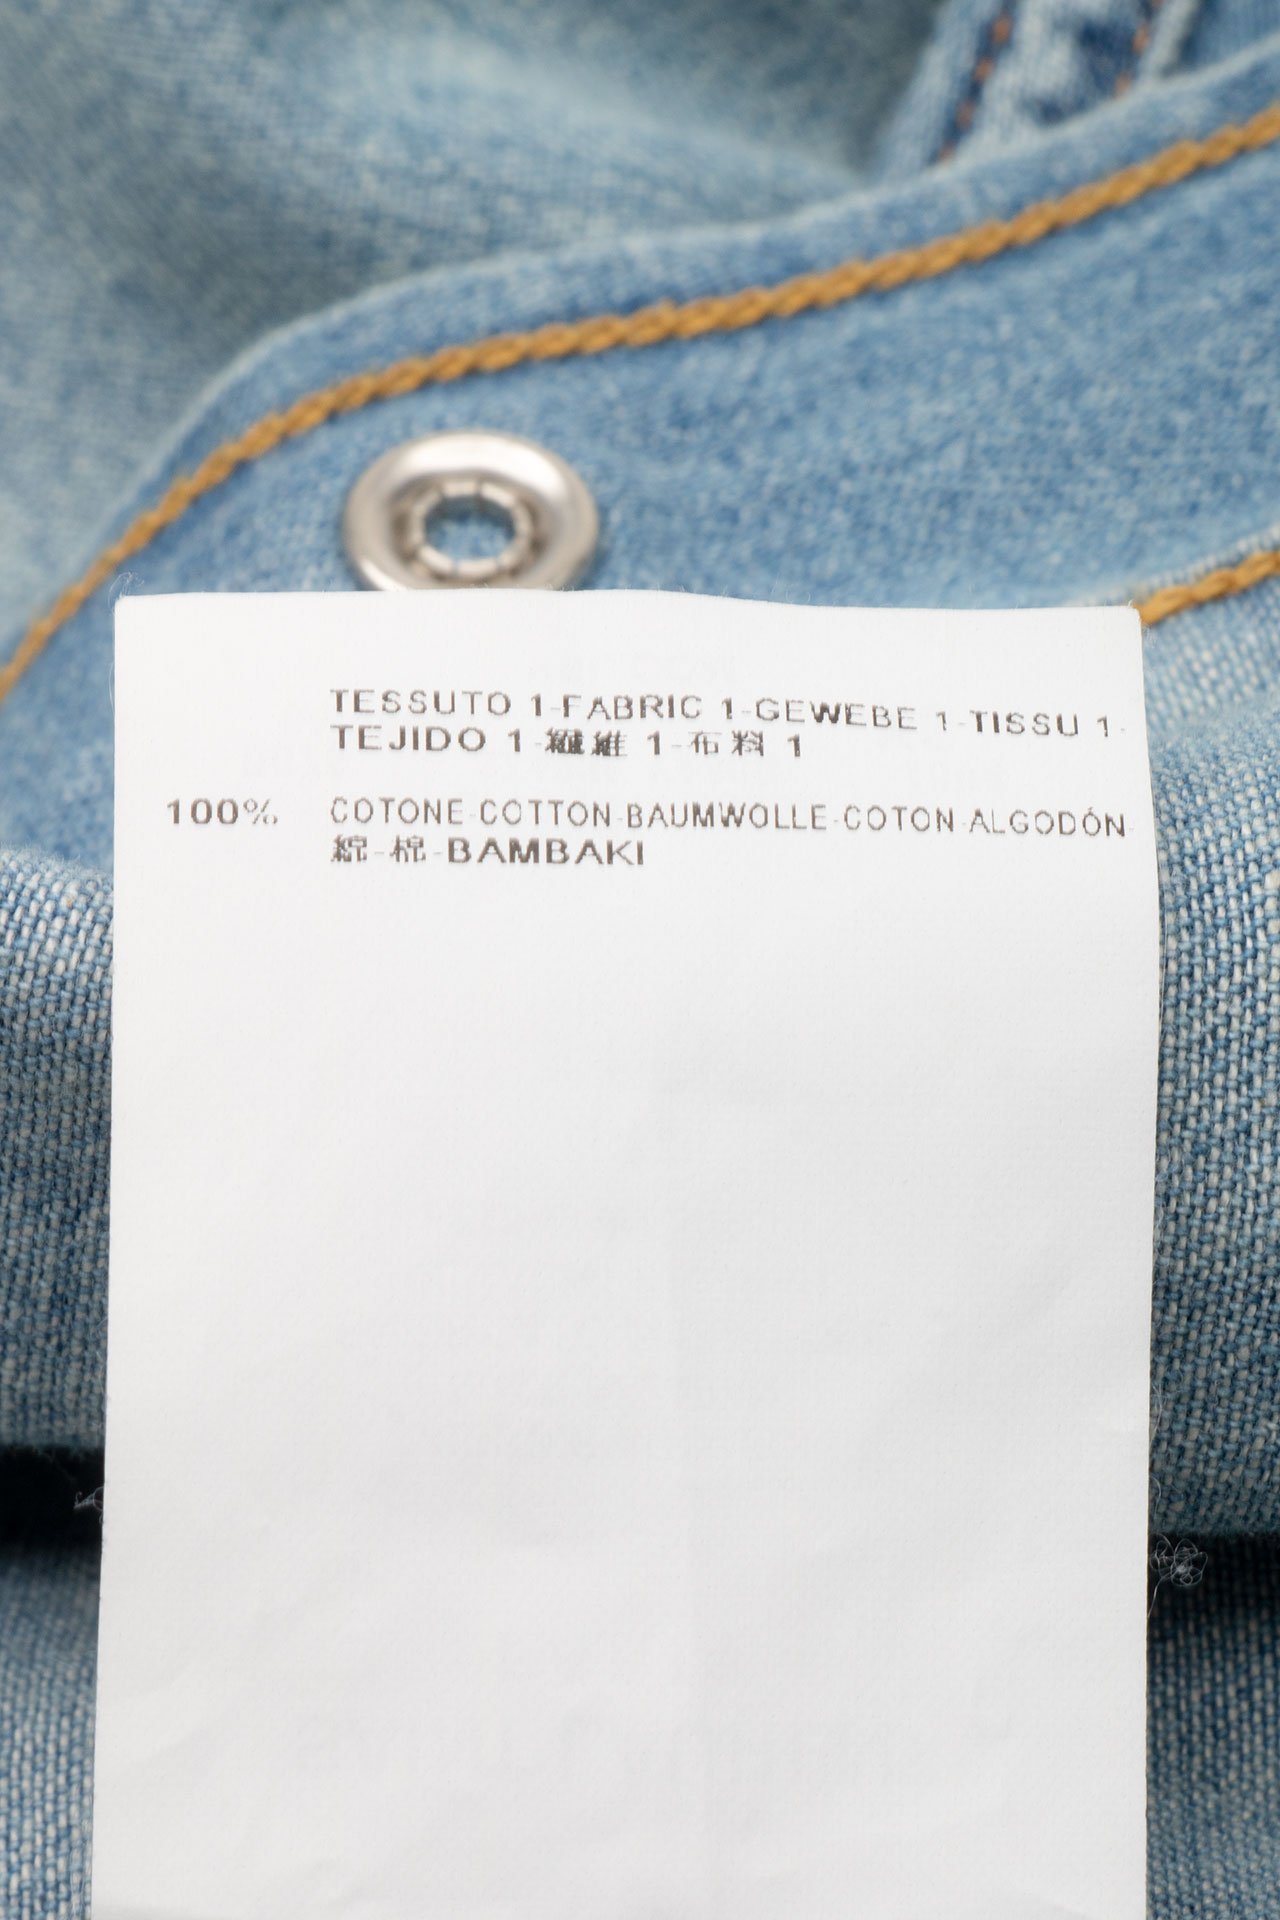 TESSUTO 1-FABRIC 1-GEWEBE 1-TISSU 1-
TEJIDO 1-纖維 1-布料 1
100% COTONE-COTTON-BAUMWOLLE-COTON-ALGODÓN-
綿-棉-BAMBAKI